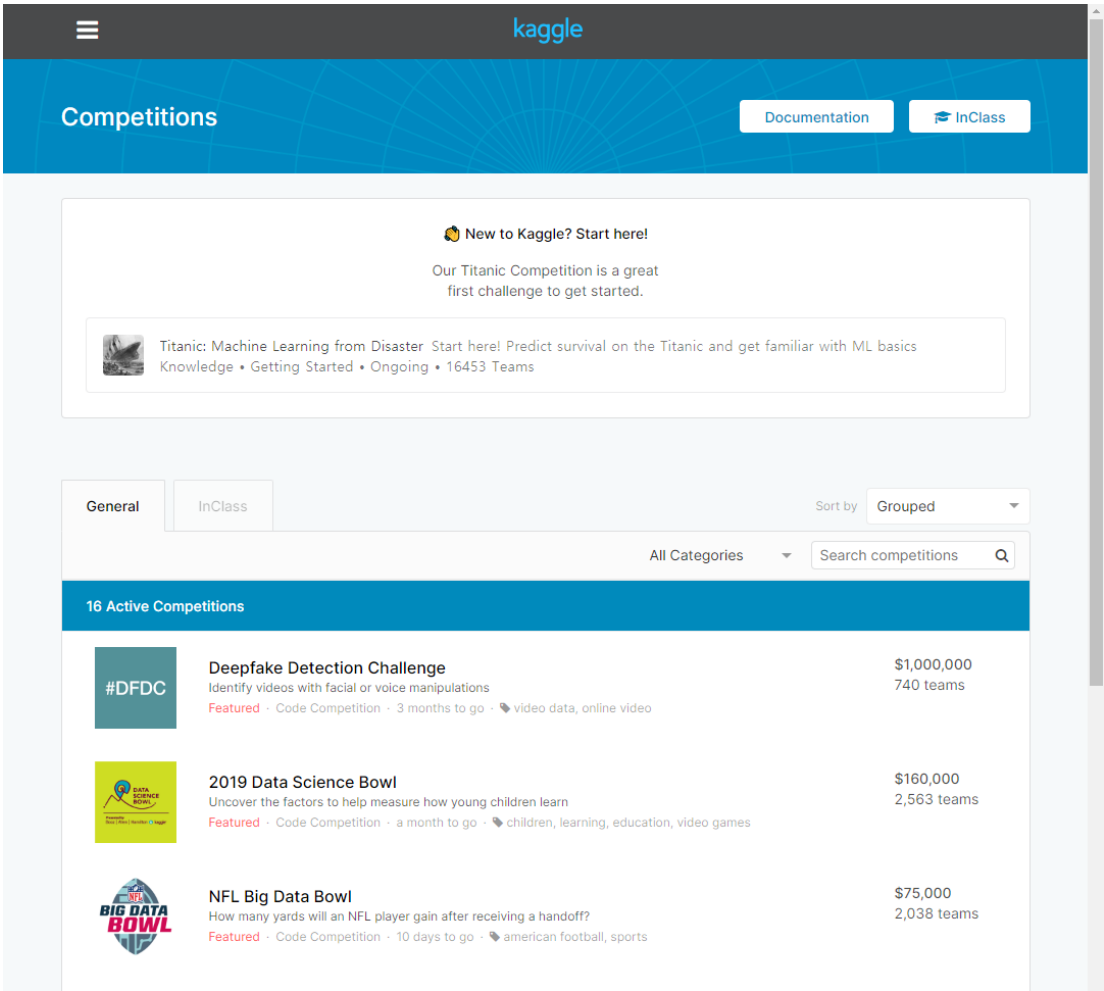 kaggle
Competitions
Documentation
InClass
New to Kaggle? Start here!
Our Titanic Competition is a great
first challenge to get started.
Titanic: Machine Learning from Disaster Start here! Predict survival on the Titanic and get familiar with ML basics
Knowledge • Getting Started • Ongoing • 16453 Teams
General
InClass
Sort by
Grouped
All Categories
Search competitions
16 Active Competitions
#DFDC
Deepfake Detection Challenge
Identify videos with facial or voice manipulations
Featured · Code Competition · 3 months to go · video data, online video
$1,000,000
740 teams
DATA
SCIENCE
BOWL
2019 Data Science Bowl
Uncover the factors to help measure how young children learn
Featured · Code Competition · a month to go · children, learning, education, video games
$160,000
2,563 teams
NFL
BIG DATA
BOWL
NFL Big Data Bowl
How many yards will an NFL player gain after receiving a handoff?
Featured · Code Competition · 10 days to go · american football, sports
$75,000
2,038 teams